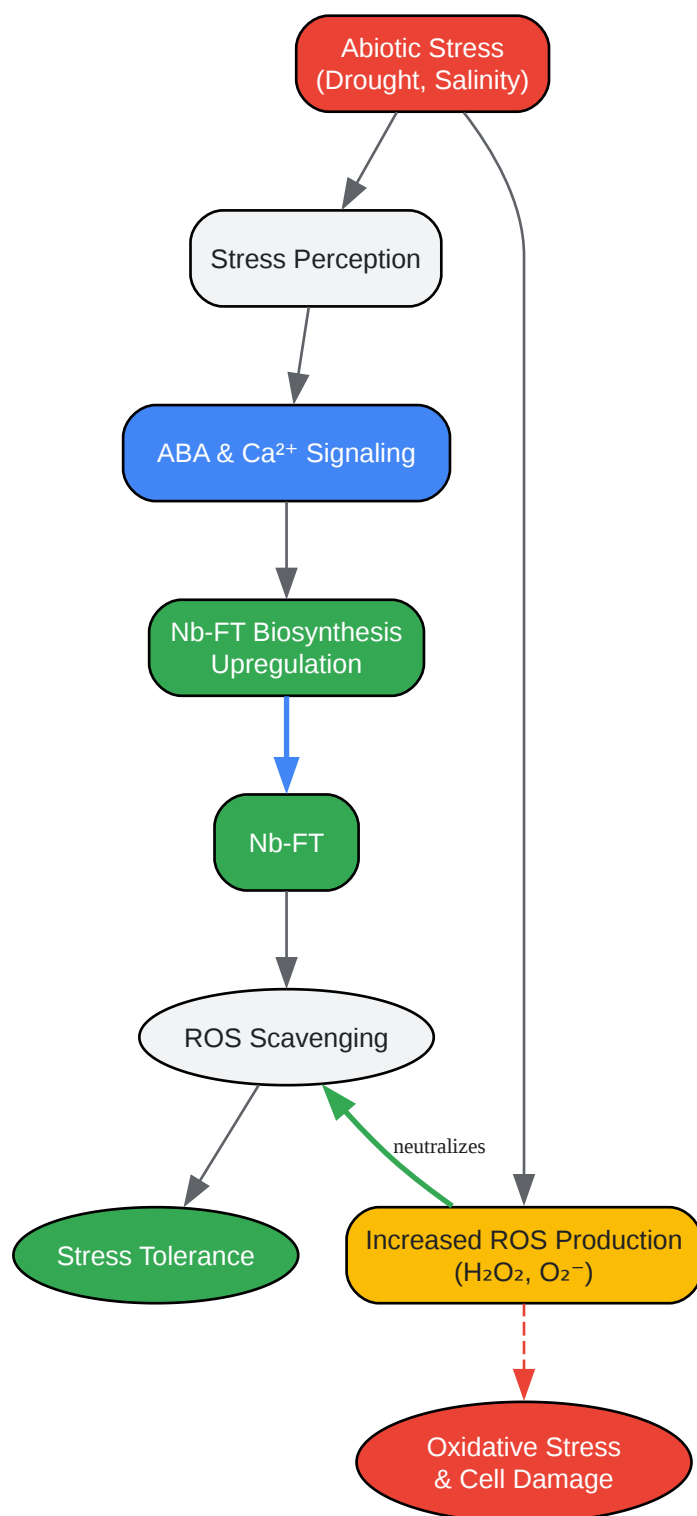 Abiotic Stress
(Drought, Salinity)
Stress Perception
ABA & Ca²⁺ Signaling
Nb-FT Biosynthesis
Upregulation
Nb-FT
ROS Scavenging
neutralizes
Stress Tolerance
Increased ROS Production
(H₂O₂, O₂⁻)
Oxidative Stress
& Cell Damage